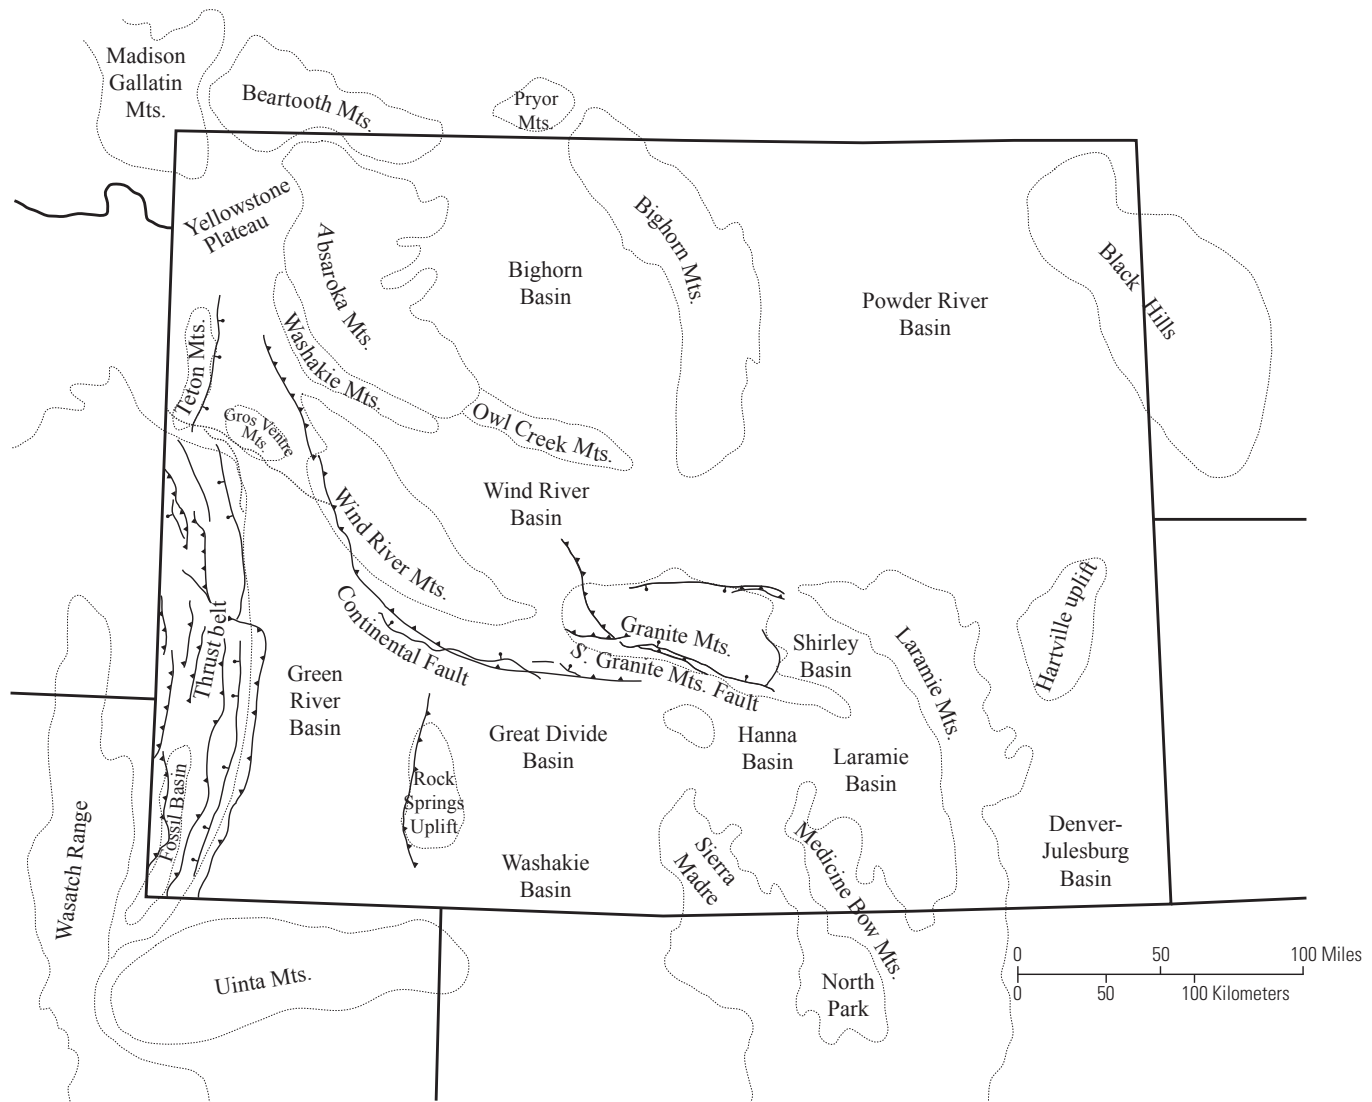 Madison
Gallatin
Mts.
Beartooth Mts.
Pryor
Mts.
Yellowstone
Plateau
Absaroka Mts.
Bighorn
Basin
Bighorn Mts.
Powder River
Basin
Black Hills
Teton Mts.
Washakie Mts.
Gros Ventre
Mts.
Owl Creek Mts.
Wind River
Basin
Wind River Mts.
Continental Fault
Granite Mts.
S. Granite Mts. Fault
Shirley
Basin
Laramie Mts.
Hartville uplift
Thrust belt
Green
River
Basin
Great Divide
Basin
Hanna
Basin
Laramie
Basin
Rock
Springs
Uplift
Fossil Basin
Wasatch Range
Washakie
Basin
Sierra
Madre
Medicine Bow Mts.
Denver-
Julesburg
Basin
Uinta Mts.
North
Park
0 50 100 Miles
0 50 100 Kilometers